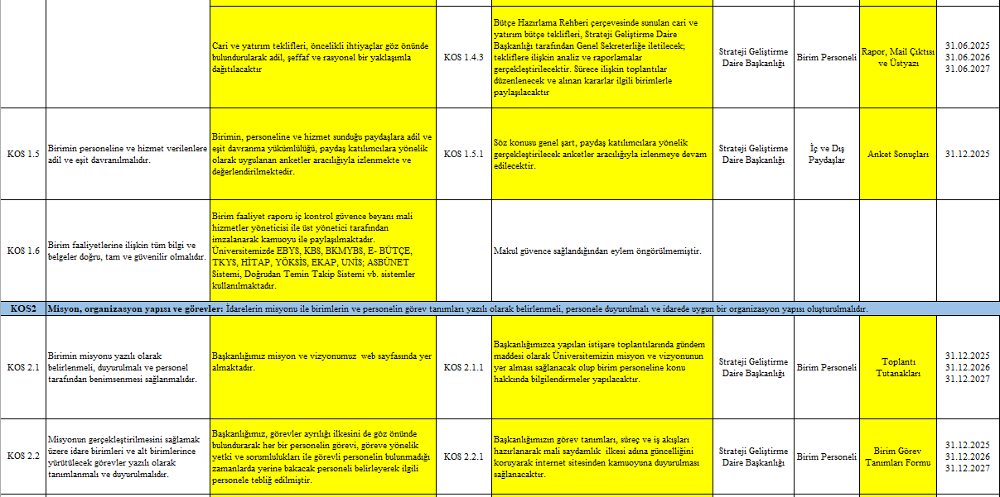 Cari ve yatırım teklifleri, öncelikli ihtiyaçlar göz önünde
bulundurularak adil, şeffaf ve rasyonel bir yaklaşımla
dağıtılacaktır
KOS 1.4.3
Bütçe Hazırlama Rehberi çerçevesinde sunulan cari ve
yatırım bütçe teklifleri, Strateji Geliştirme Daire
Başkanlığı tarafından Genel Sekreterliğe iletilecek;
tekliflere ilişkin analiz ve raporlamalar
gerçekleştirilecektir. Sürece ilişkin toplantılar
düzenlenecek ve alınan kararlar ilgili birimlerle
paylaşılacaktır
Strateji Geliştirme
Daire Başkanlığı
Birim Personeli
Rapor, Mail Çıktısı
ve Üstyazı
31.06.2025
31.06.2026
31.06.2027
KOS 1.5
Birimin personeline ve hizmet verilenlere
adil ve eşit davranılmalıdır.
Birimin, personeline ve hizmet sunduğu paydaşlara adil ve
eşit davranma yükümlülüğü, paydaş katılımcılara yönelik
olarak uygulanan anketler aracılığıyla izlenmekte ve
değerlendirilmektedir.
KOS 1.5.1
Söz konusu genel şart, paydaş katılımcılara yönelik
gerçekleştirilecek anketler aracılığıyla izlenmeye devam
edilecektir.
Strateji Geliştirme
Daire Başkanlığı
İç ve Dış
Paydaşlar
Anket Sonuçları
31.12.2025
KOS 1.6
Birim faaliyetlerine ilişkin tüm bilgi ve
belgeler doğru, tam ve güvenilir olmalıdır.
Birim faaliyet raporu iç kontrol güvence beyanı mali
hizmetler yöneticisi ile üst yönetici tarafından
imzalanarak kamuoyu ile paylaşılmaktadır.
Üniversitemizde EBYS, KBS, BKMYBS, E- BÜTÇE,
TKYS, HİTAP, YÖKSİS, EKAP, UNİS; ASBÜNET
Sistemi, Doğrudan Temin Takip Sistemi vb. sistemler
kullanılmaktadır.
Makul güvence sağlandığından eylem öngörülmemiştir.
KOS2
Misyon, organizasyon yapısı ve görevler: İdarelerin misyonu ile birimlerin ve personelin görev tanımları yazılı olarak belirlenmeli, personele duyurulmalı ve idarede uygun bir organizasyon yapısı oluşturulmalıdır.
KOS 2.1
Birimin misyonu yazılı olarak
belirlenmeli, duyurulmalı ve personel
tarafından benimsenmesi sağlanmalıdır.
Başkanlığımız misyon ve vizyonumuz web sayfasında yer
almaktadır.
KOS 2.1.1
Başkanlığımızca yapılan istişare toplantılarında gündem
maddesi olarak Üniversitemizin misyon ve vizyonunun
yer alması sağlanacak olup birim personeline konu
hakkında bilgilendirmeler yapılacaktır.
Strateji Geliştirme
Daire Başkanlığı
Birim Personeli
Toplantı
Tutanakları
31.12.2025
31.12.2026
31.12.2027
KOS 2.2
Misyonun gerçekleştirilmesini sağlamak
üzere idare birimleri ve alt birimlerince
yürütülecek görevler yazılı olarak
tanımlanmalı ve duyurulmalıdır.
Başkanlığımız, görevler ayrılığı ilkesini de göz önünde
bulundurarak her bir personelin görevi, göreve yönelik
yetki ve sorumlulukları ile görevli personelin bulunmadığı
zamanlarda yerine bakacak personeli belirleyerek ilgili
personele tebliğ edilmiştir.
KOS 2.2.1
Başkanlığımızın görev tanımları, süreç ve iş akışları
hazırlanarak mali saydamlık ilkesi adına güncelliğini
koruyarak internet sitesinden kamuoyuna duyurulması
sağlanacaktır.
Strateji Geliştirme
Daire Başkanlığı
Birim Personeli
Birim Görev
Tanımları Formu
31.12.2025
31.12.2026
31.12.2027